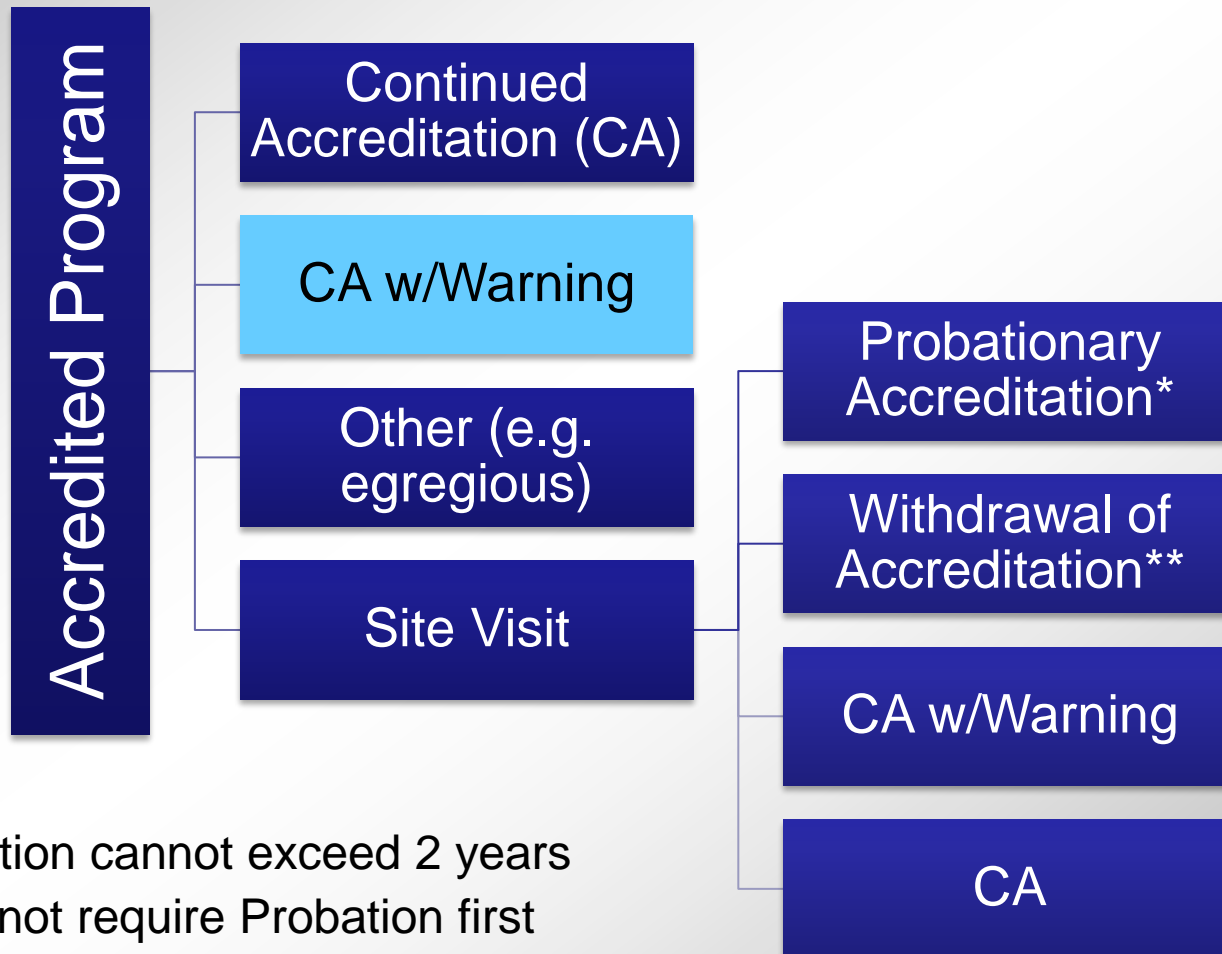 Accredited Program
Continued
Accreditation (CA)
CA w/Warning
Other (e.g.
egregious)
Site Visit
Probationary
Accreditation*
Withdrawal of
Accreditation**
CA w/Warning
CA
cannot exceed 2 years
not require Probation first